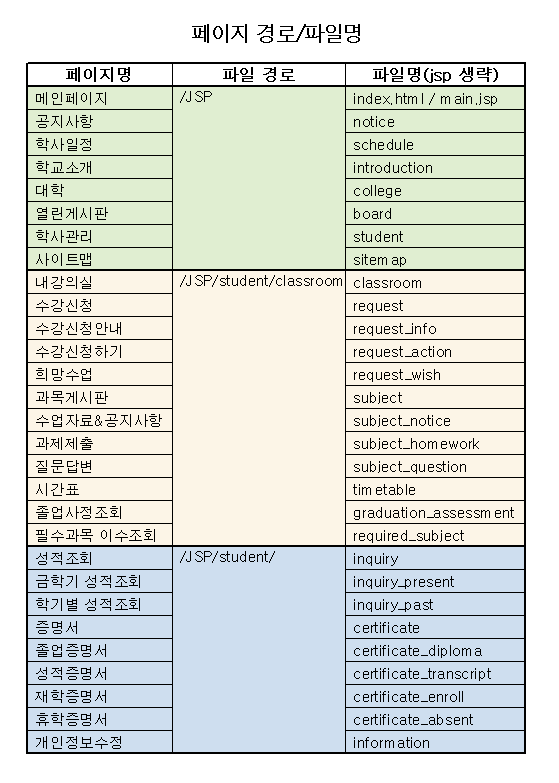 페이지 경로/파일명
페이지명 파일 경로 파일명(jsp 생략)
메인페이지 /JSP index.html / main.jsp
공지사항 notice
학사일정 schedule
학교소개 introduction
대학 college
열린게시판 board
학사관리 student
사이트맵 sitemap
내강의실 /JSP/student/classroom classroom
수강신청 request
수강신청안내 request_info
수강신청하기 request_action
희망수업 request_wish
과목게시판 subject
수업자료&공지사항 subject_notice
과제제출 subject_homework
질문답변 subject_question
시간표 timetable
졸업사정조회 graduation_assessment
필수과목 이수조회 required_subject
성적조회 /JSP/student/ inquiry
금학기 성적조회 inquiry_present
학기별 성적조회 inquiry_past
증명서 certificate
졸업증명서 certificate_diploma
성적증명서 certificate_transcript
재학증명서 certificate_enroll
휴학증명서 certificate_absent
개인정보수정 information